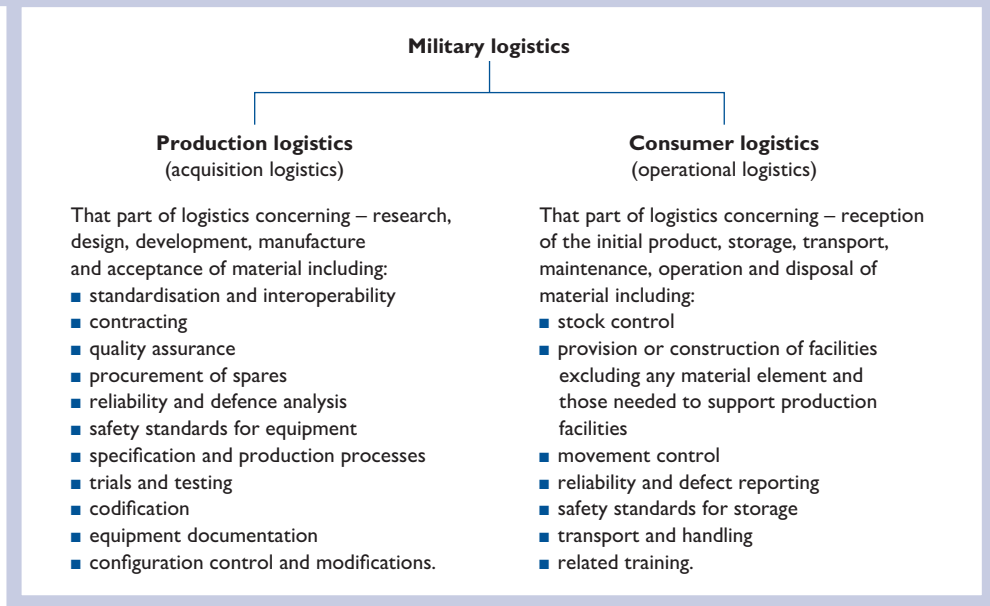 Military logistics
Production logistics
(acquisition logistics)
That part of logistics concerning – research,
design, development, manufacture
and acceptance of material including:
■ standardisation and interoperability
■ contracting
■ quality assurance
■ procurement of spares
■ reliability and defence analysis
■ safety standards for equipment
■ specification and production processes
■ trials and testing
■ codification
■ equipment documentation
■ configuration control and modifications.
Consumer logistics
(operational logistics)
That part of logistics concerning – reception
of the initial product, storage, transport,
maintenance, operation and disposal of
material including:
■ stock control
■ provision or construction of facilities
excluding any material element and
those needed to support production
facilities
■ movement control
■ reliability and defect reporting
■ safety standards for storage
■ transport and handling
■ related training.